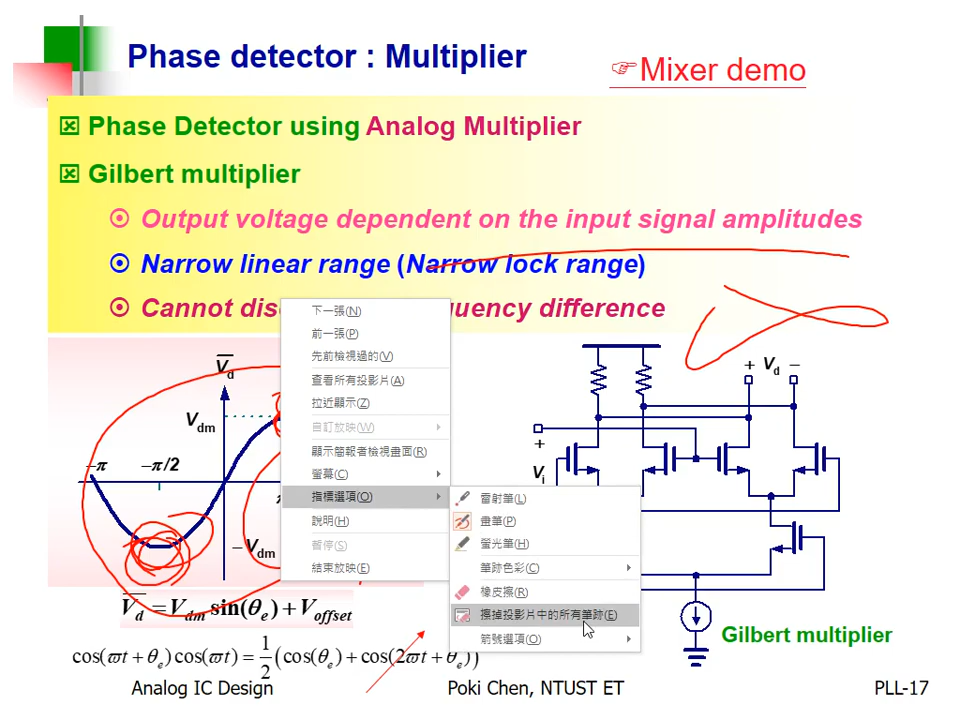 Phase detector : Multiplier
☞Mixer demo
Phase Detector using Analog Multiplier
Gilbert multiplier
Output voltage dependent on the input signal amplitudes
Narrow linear range (Narrow lock range)
Cannot dis
uency difference
下一張(N)
前一張(P)
先前檢視過的(V)
查看所有投影片(A)
拉近顯示(Z)
自訂放映(W)
顯示簡報者檢視畫面(R)
螢幕(C)
指標選項(O)
說明(H)
暫停(S)
結束放映(E)
雷射筆(L)
畫筆(P)
螢光筆(H)
筆跡色彩(C)
橡皮擦(R)
擦掉投影片中的所有筆跡(E)
箭號選項(O)
V̅d
Vdm
−π
−π/2
−Vdm
+ Vd −
+
Vi
V̅d = Vdm sin(θe) + Voffset
cos(ϖt + θe) cos(ϖt) = 1/2 (cos(θe) + cos(2ϖt + θe))
Gilbert multiplier
Analog IC Design
Poki Chen, NTUST ET
PLL-17